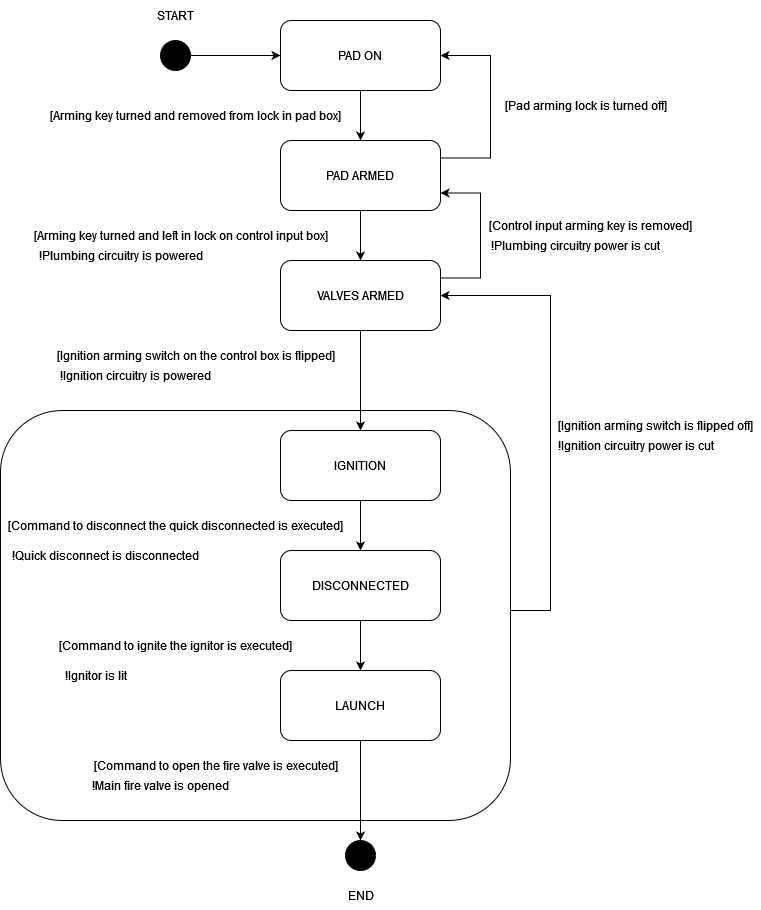 START
PAD ON
[Pad arming lock is turned off]
[Arming key turned and removed from lock in pad box]
PAD ARMED
[Control input arming key is removed]
!Plumbing circuitry power is cut
[Arming key turned and left in lock on control input box]
!Plumbing circuitry is powered
VALVES ARMED
[Ignition arming switch on the control box is flipped]
!Ignition circuitry is powered
[Ignition arming switch is flipped off]
!Ignition circuitry power is cut
IGNITION
[Command to disconnect the quick disconnected is executed]
!Quick disconnect is disconnected
DISCONNECTED
[Command to ignite the ignitor is executed]
!Ignitor is lit
LAUNCH
[Command to open the fire valve is executed]
!Main fire valve is opened
END